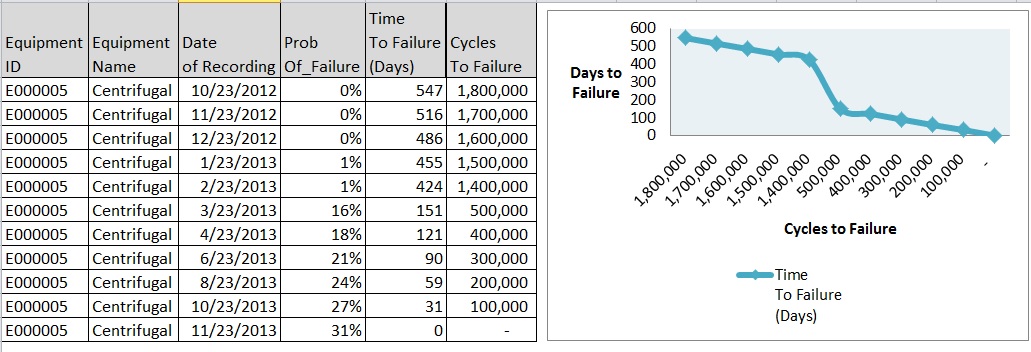 Equipment ID Equipment Name Date of Recording Prob Of_Failure Time To Failure (Days) Cycles To Failure
E000005 Centrifugal 10/23/2012 0% 547 1,800,000
E000005 Centrifugal 11/23/2012 0% 516 1,700,000
E000005 Centrifugal 12/23/2012 0% 486 1,600,000
E000005 Centrifugal 1/23/2013 1% 455 1,500,000
E000005 Centrifugal 2/23/2013 1% 424 1,400,000
E000005 Centrifugal 3/23/2013 16% 151 500,000
E000005 Centrifugal 4/23/2013 18% 121 400,000
E000005 Centrifugal 6/23/2013 21% 90 300,000
E000005 Centrifugal 8/23/2013 24% 59 200,000
E000005 Centrifugal 10/23/2013 27% 31 100,000
E000005 Centrifugal 11/23/2013 31% 0 -
Days to
Failure
600
500
400
300
200
100
0
1,800,000
1,700,000
1,600,000
1,500,000
1,400,000
500,000
400,000
300,000
200,000
100,000
-
Cycles to Failure
Time
To Failure
(Days)